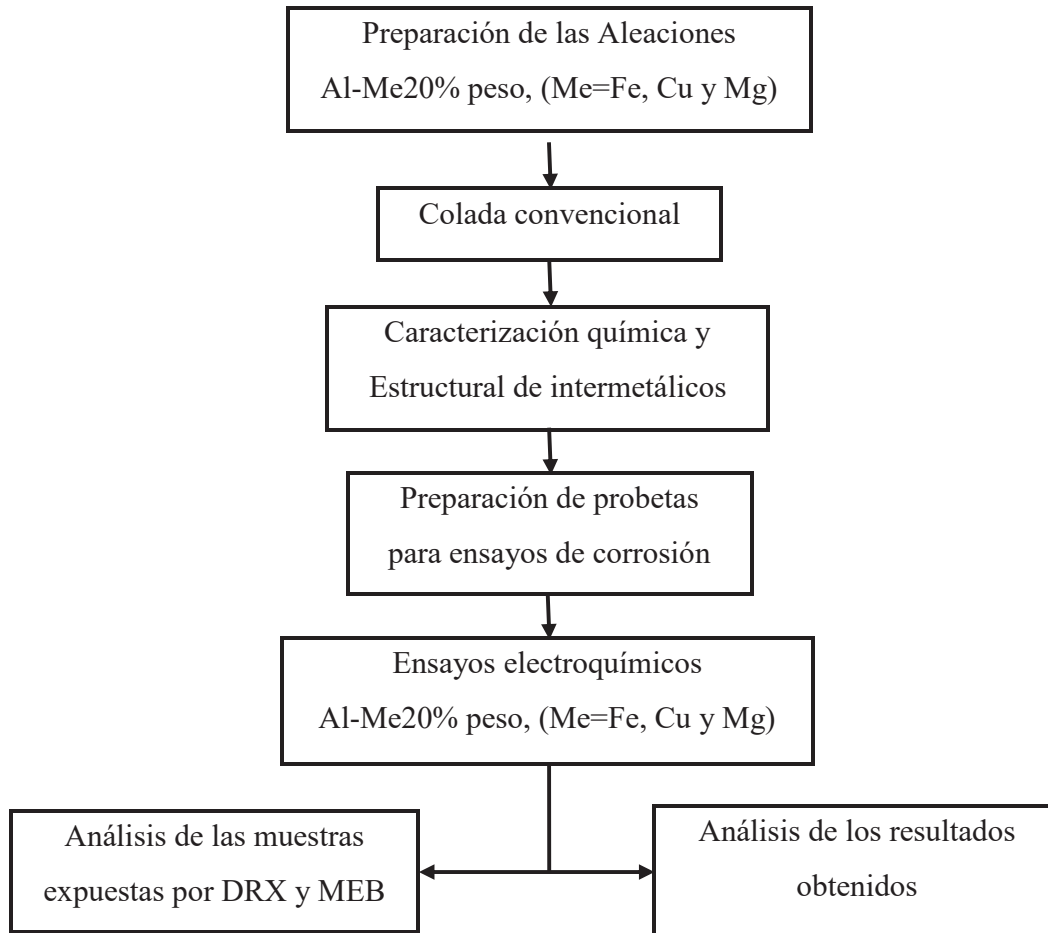 Preparación de las Aleaciones
Al-Me20% peso, (Me=Fe, Cu y Mg)
Colada convencional
Caracterización química y
Estructural de intermetálicos
Preparación de probetas
para ensayos de corrosión
Ensayos electroquímicos
Al-Me20% peso, (Me=Fe, Cu y Mg)
Análisis de las muestras
expuestas por DRX y MEB
Análisis de los resultados
obtenidos